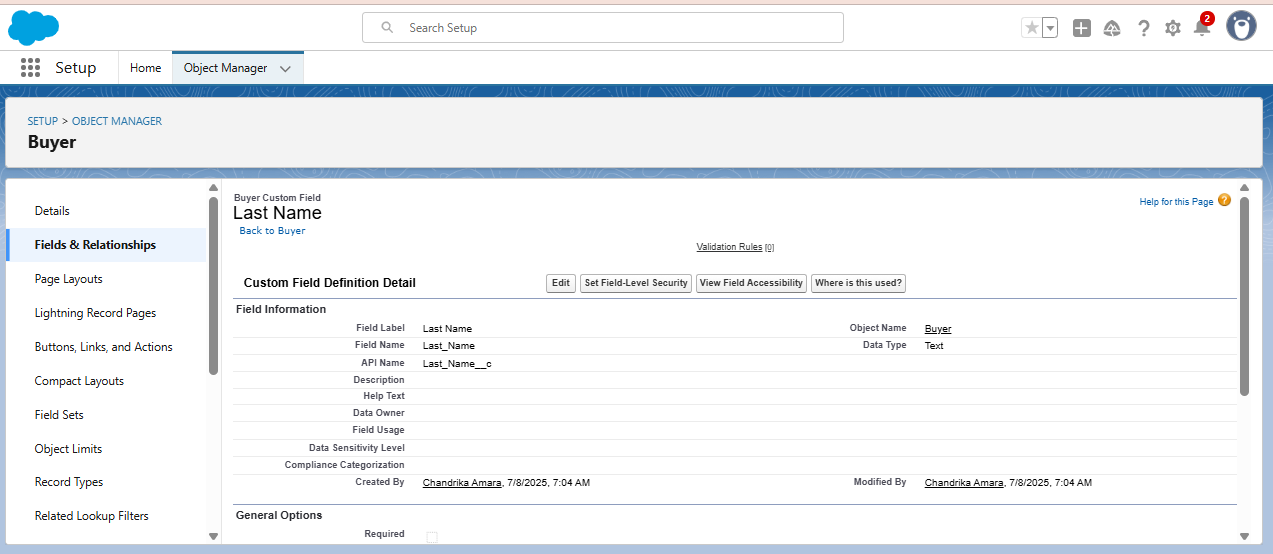 Search Setup
2
Setup
Home
Object Manager
SETUP > OBJECT MANAGER
Buyer
Details
Fields & Relationships
Page Layouts
Lightning Record Pages
Buttons, Links, and Actions
Compact Layouts
Field Sets
Object Limits
Record Types
Related Lookup Filters
Buyer Custom Field
Last Name
Back to Buyer
Help for this Page ?
Validation Rules [0]
Custom Field Definition Detail
Edit
Set Field-Level Security
View Field Accessibility
Where is this used?
Field Information
Field Label Last Name Object Name Buyer
Field Name Last_Name Data Type Text
API Name Last_Name__c
Description
Help Text
Data Owner
Field Usage
Data Sensitivity Level
Compliance Categorization
Created By Chandrika Amara, 7/8/2025, 7:04 AM Modified By Chandrika Amara, 7/8/2025, 7:04 AM
General Options
Required